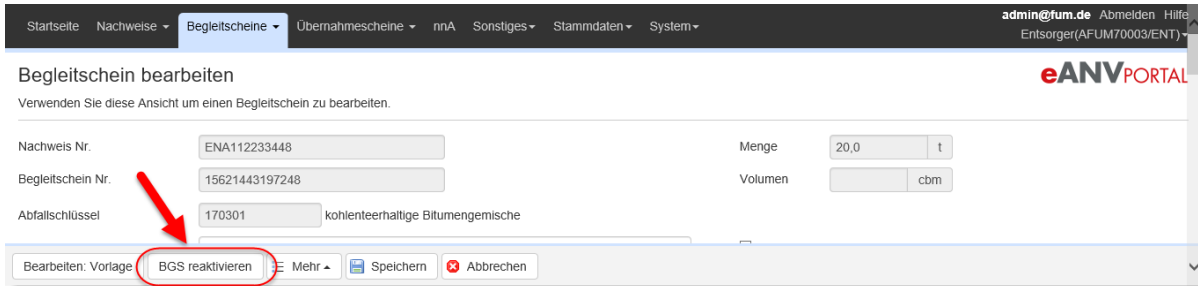 Startseite Nachweise Begleitscheine Übernahmescheine nnA Sonstiges Stammdaten System admin@fum.de Abmelden Hilfe
Entsorger(AFUM70003/ENT)
Begleitschein bearbeiten eANVPORTAL
Verwenden Sie diese Ansicht um einen Begleitschein zu bearbeiten.
Nachweis Nr. ENA112233448 Menge 20,0 t
Begleitschein Nr. 15621443197248 Volumen cbm
Abfallschlüssel 170301 kohlenteerhaltige Bitumengemische
Bearbeiten: Vorlage BGS reaktivieren Mehr Speichern Abbrechen